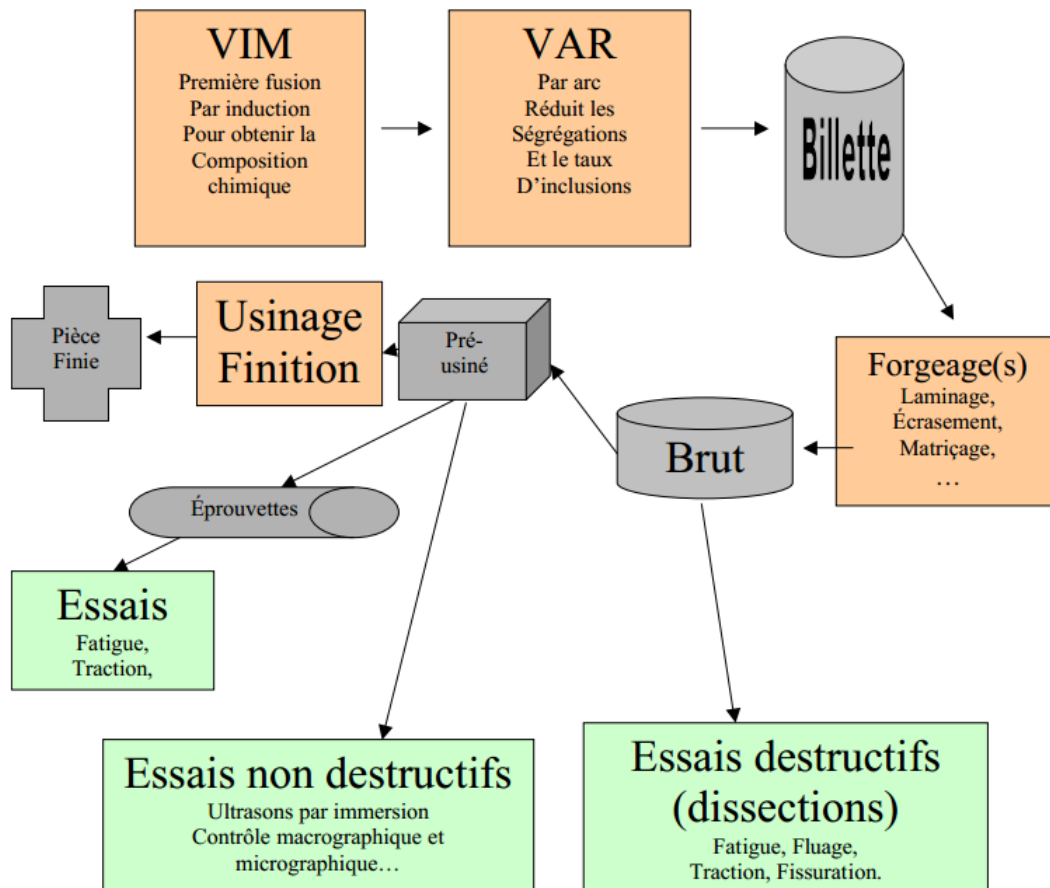 VIM
Première fusion
Par induction
Pour obtenir la
Composition
chimique
VAR
Par arc
Réduit les
Ségrégations
Et le taux
D’inclusions
Billette
Forgeage(s)
Laminage,
Écrasement,
Matriçage,
…
Brut
Pré-
usiné
Usinage
Finition
Pièce
Finie
Éprouvettes
Essais
Fatigue,
Traction,
Essais non destructifs
Ultrasons par immersion
Contrôle macrographique et
micrographique…
Essais destructifs
(dissections)
Fatigue, Fluage,
Traction, Fissuration.